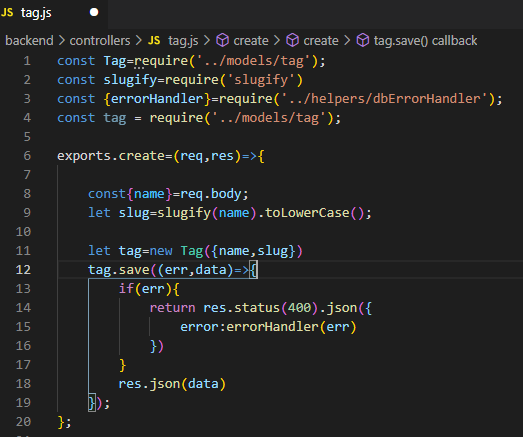 JS tag.js
backend > controllers > JS tag.js > create > create > tag.save() callback
1 const Tag=require('../models/tag');
2 const slugify=require('slugify')
3 const {errorHandler}=require('../helpers/dbErrorHandler');
4 const tag = require('../models/tag');
5
6 exports.create=(req,res)=>{
7
8 const{name}=req.body;
9 let slug=slugify(name).toLowerCase();
10
11 let tag=new Tag({name,slug})
12 tag.save((err,data)=>{
13 if(err){
14 return res.status(400).json({
15 error:errorHandler(err)
16 })
17 }
18 res.json(data)
19 });
20 };